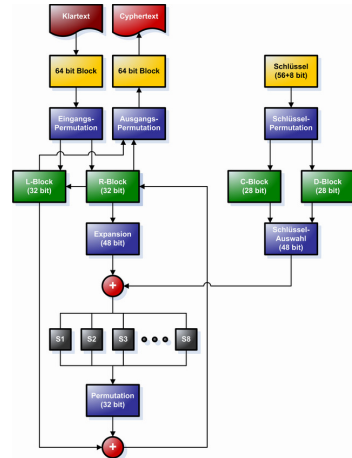 Klartext
Cyphertext
64 bit Block
64 bit Block
Schlüssel
(56+8 bit)
Eingangs-
Permutation
Ausgangs-
Permutation
Schlüssel-
Permutation
L-Block
(32 bit)
R-Block
(32 bit)
C-Block
(28 bit)
D-Block
(28 bit)
Expansion
(48 bit)
Schlüssel-
Auswahl
(48 bit)
+
S1
S2
S3
S8
Permutation
(32 bit)
+